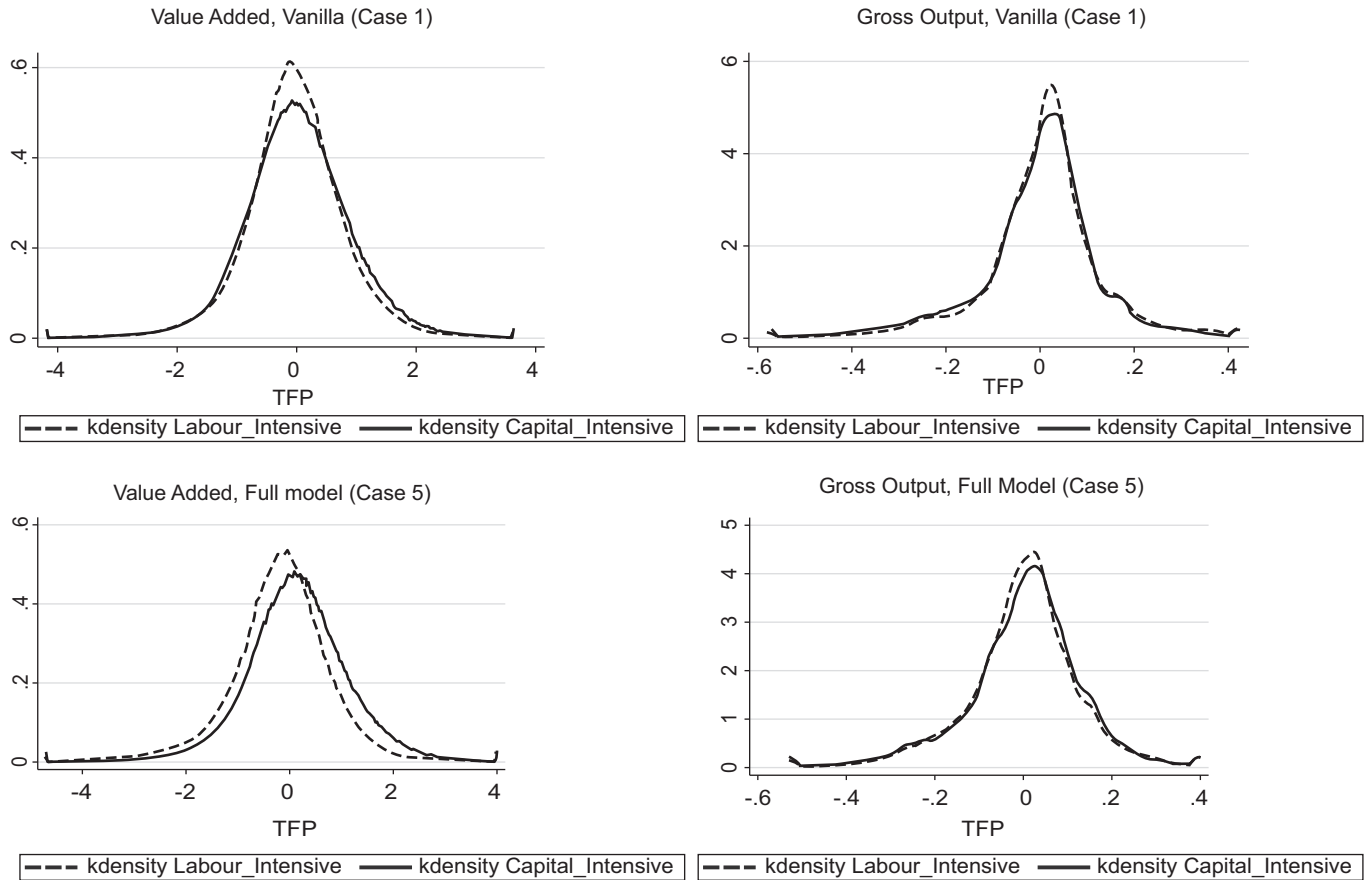 Value Added, Vanilla (Case 1)
.6
.4
.2
0
-4 -2 0 2 4
TFP
kdensity Labour_Intensive kdensity Capital_Intensive
Gross Output, Vanilla (Case 1)
6
4
2
0
-.6 -.4 -.2 0 .2 .4
TFP
kdensity Labour_Intensive kdensity Capital_Intensive
Value Added, Full model (Case 5)
.6
.4
.2
0
-4 -2 0 2 4
TFP
kdensity Labour_Intensive kdensity Capital_Intensive
Gross Output, Full Model (Case 5)
5
4
3
2
1
0
-.6 -.4 -.2 0 .2 .4
TFP
kdensity Labour_Intensive kdensity Capital_Intensive